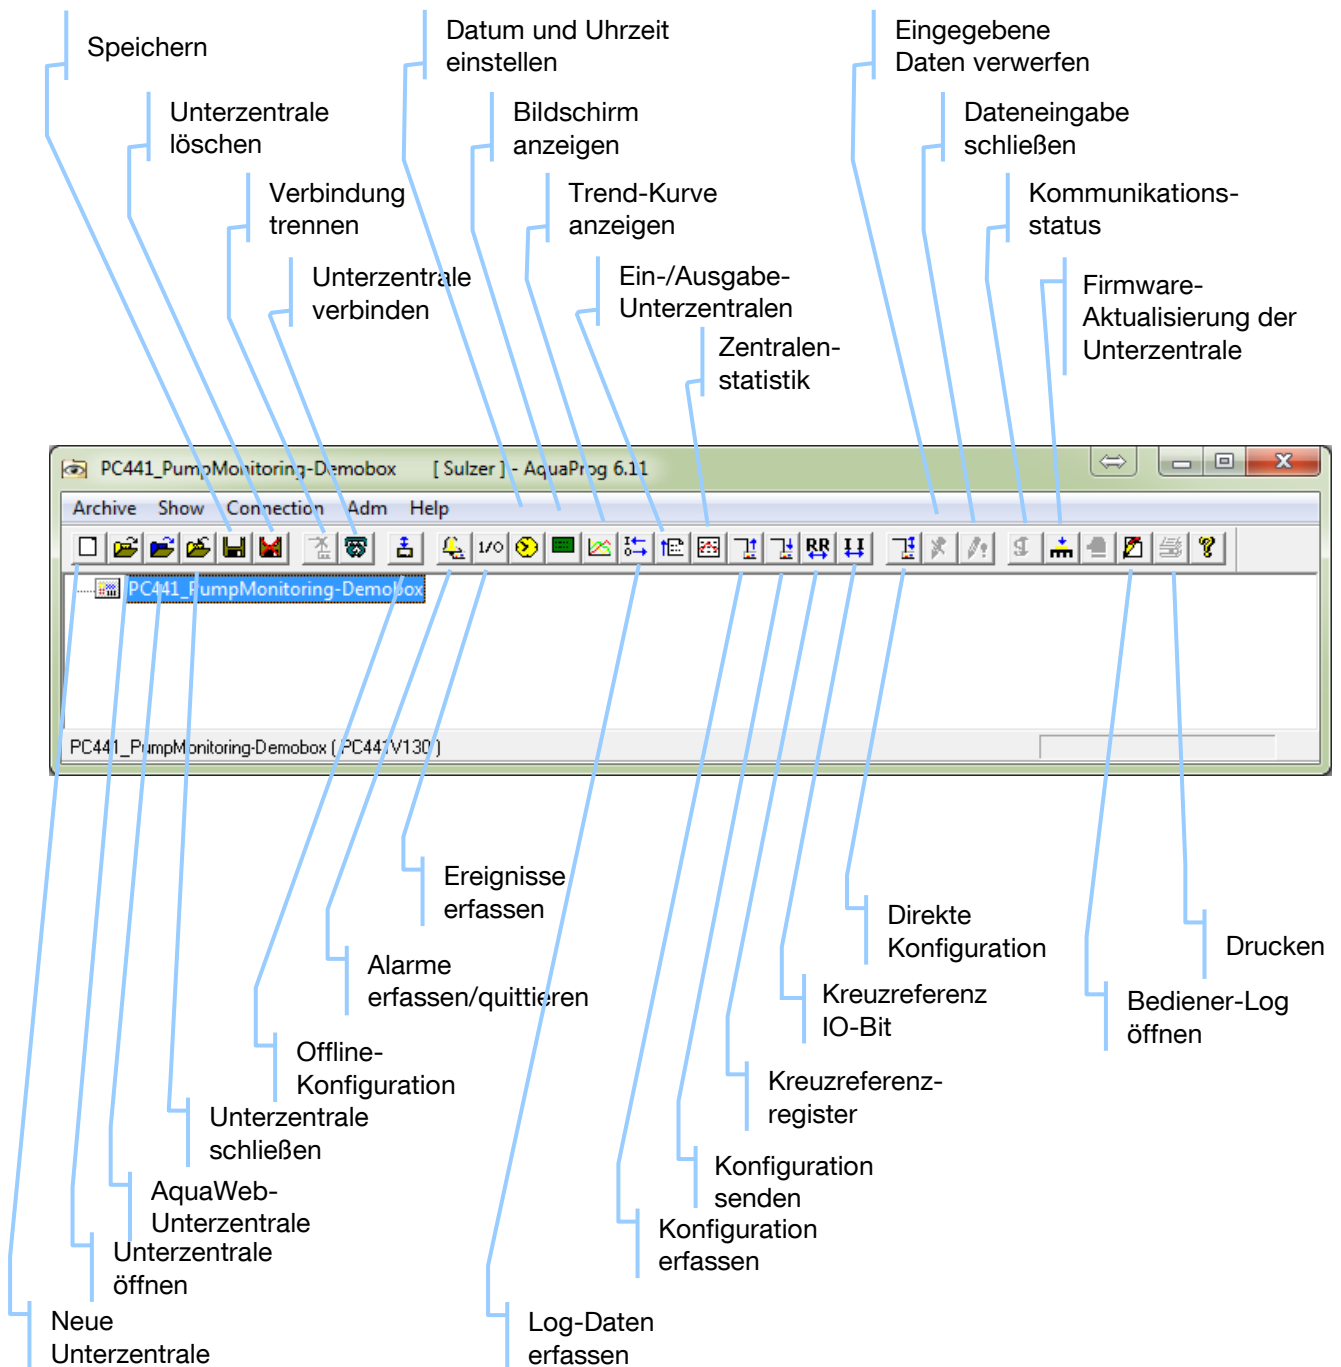 Speichern
Datum und Uhrzeit
einstellen
Eingegebene
Daten verwerfen
Unterzentrale
löschen
Bildschirm
anzeigen
Dateneingabe
schließen
Verbindung
trennen
Trend-Kurve
anzeigen
Kommunikations-
status
Unterzentrale
verbinden
Ein-/Ausgabe-
Unterzentralen
Firmware-
Aktualisierung der
Unterzentrale
Zentralen-
statistik
PC441_PumpMonitoring-Demobox [ Sulzer ] - AquaProg 6.11
Archive Show Connection Adm Help
1/0 RR II
PC441_PumpMonitoring-Demobox
PC441_PumpMonitoring-Demobox ( PC441V130 )
Ereignisse
erfassen
Direkte
Konfiguration
Drucken
Alarme
erfassen/quittieren
Kreuzreferenz
IO-Bit
Bediener-Log
öffnen
Offline-
Konfiguration
Kreuzreferenz-
register
Unterzentrale
schließen
Konfiguration
senden
AquaWeb-
Unterzentrale
Konfiguration
erfassen
Unterzentrale
öffnen
Neue
Unterzentrale
Log-Daten
erfassen